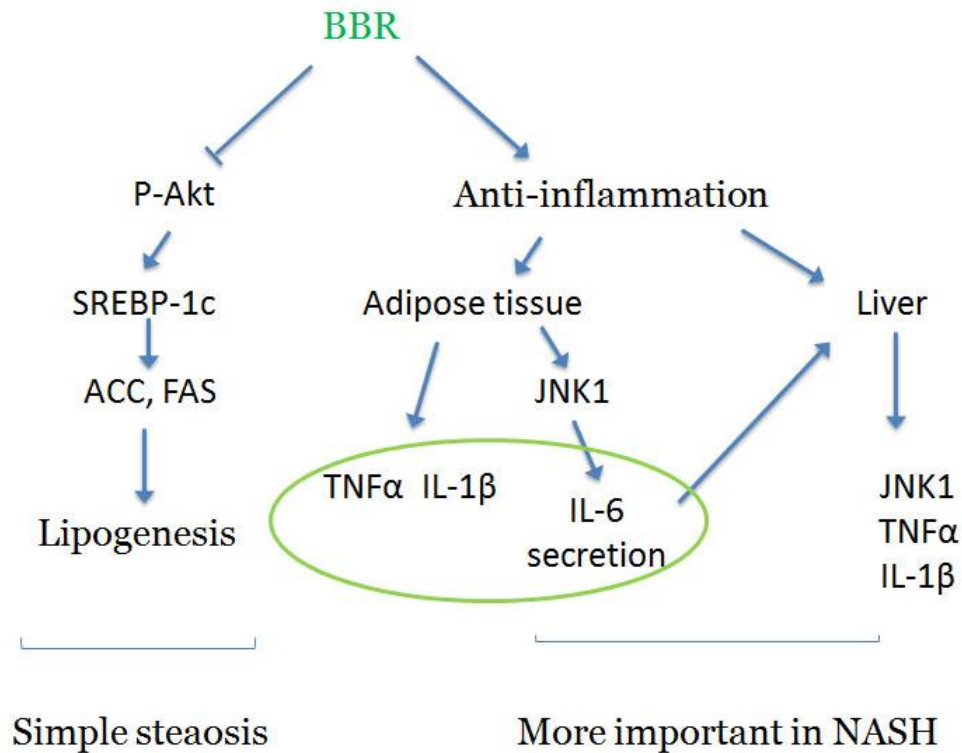 BBR
P-Akt
Anti-inflammation
SREBP-1c
Adipose tissue
Liver
ACC, FAS
JNK1
TNFα IL-1β
IL-6
secretion
JNK1
TNFα
IL-1β
Lipogenesis
Simple steaosis
More important in NASH